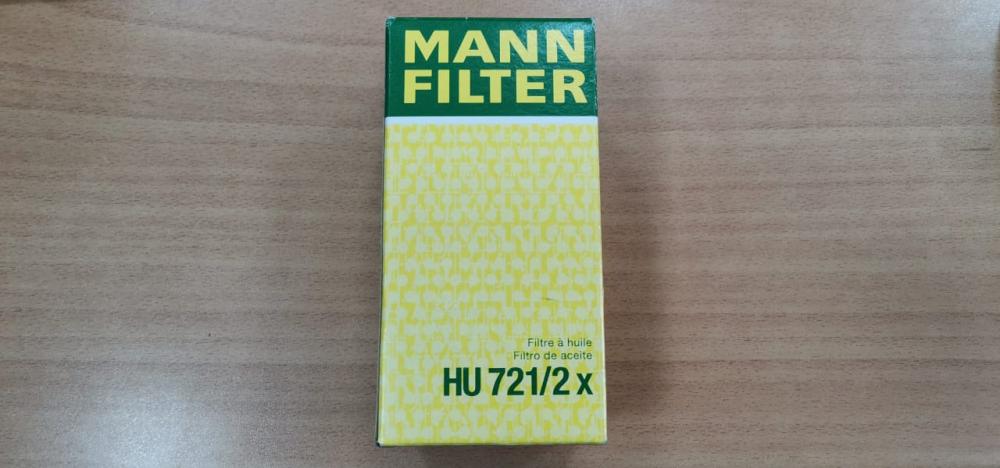 MANN
FILTER
Filtre à huile
Filtro de aceite
HU 721/2 x